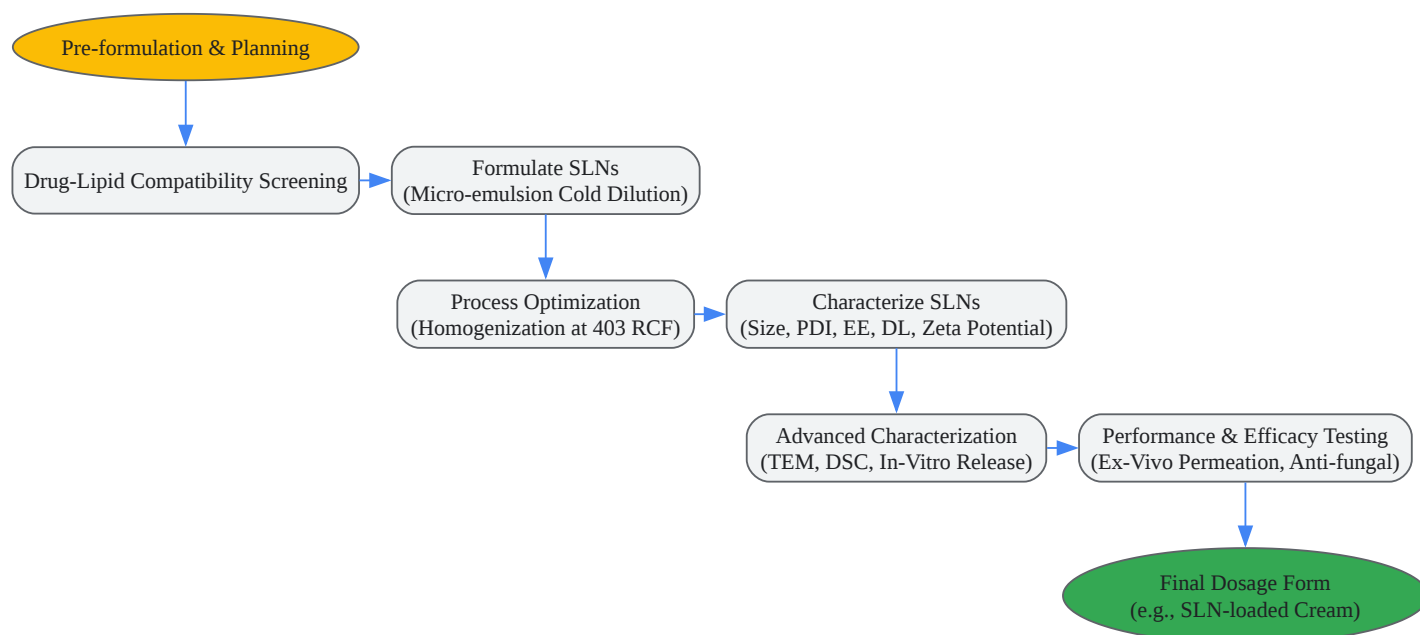 Pre-formulation & Planning
Drug-Lipid Compatibility Screening
Formulate SLNs
(Micro-emulsion Cold Dilution)
Process Optimization
(Homogenization at 403 RCF)
Characterize SLNs
(Size, PDI, EE, DL, Zeta Potential)
Advanced Characterization
(TEM, DSC, In-Vitro Release)
Performance & Efficacy Testing
(Ex-Vivo Permeation, Anti-fungal)
Final Dosage Form
(e.g., SLN-loaded Cream)